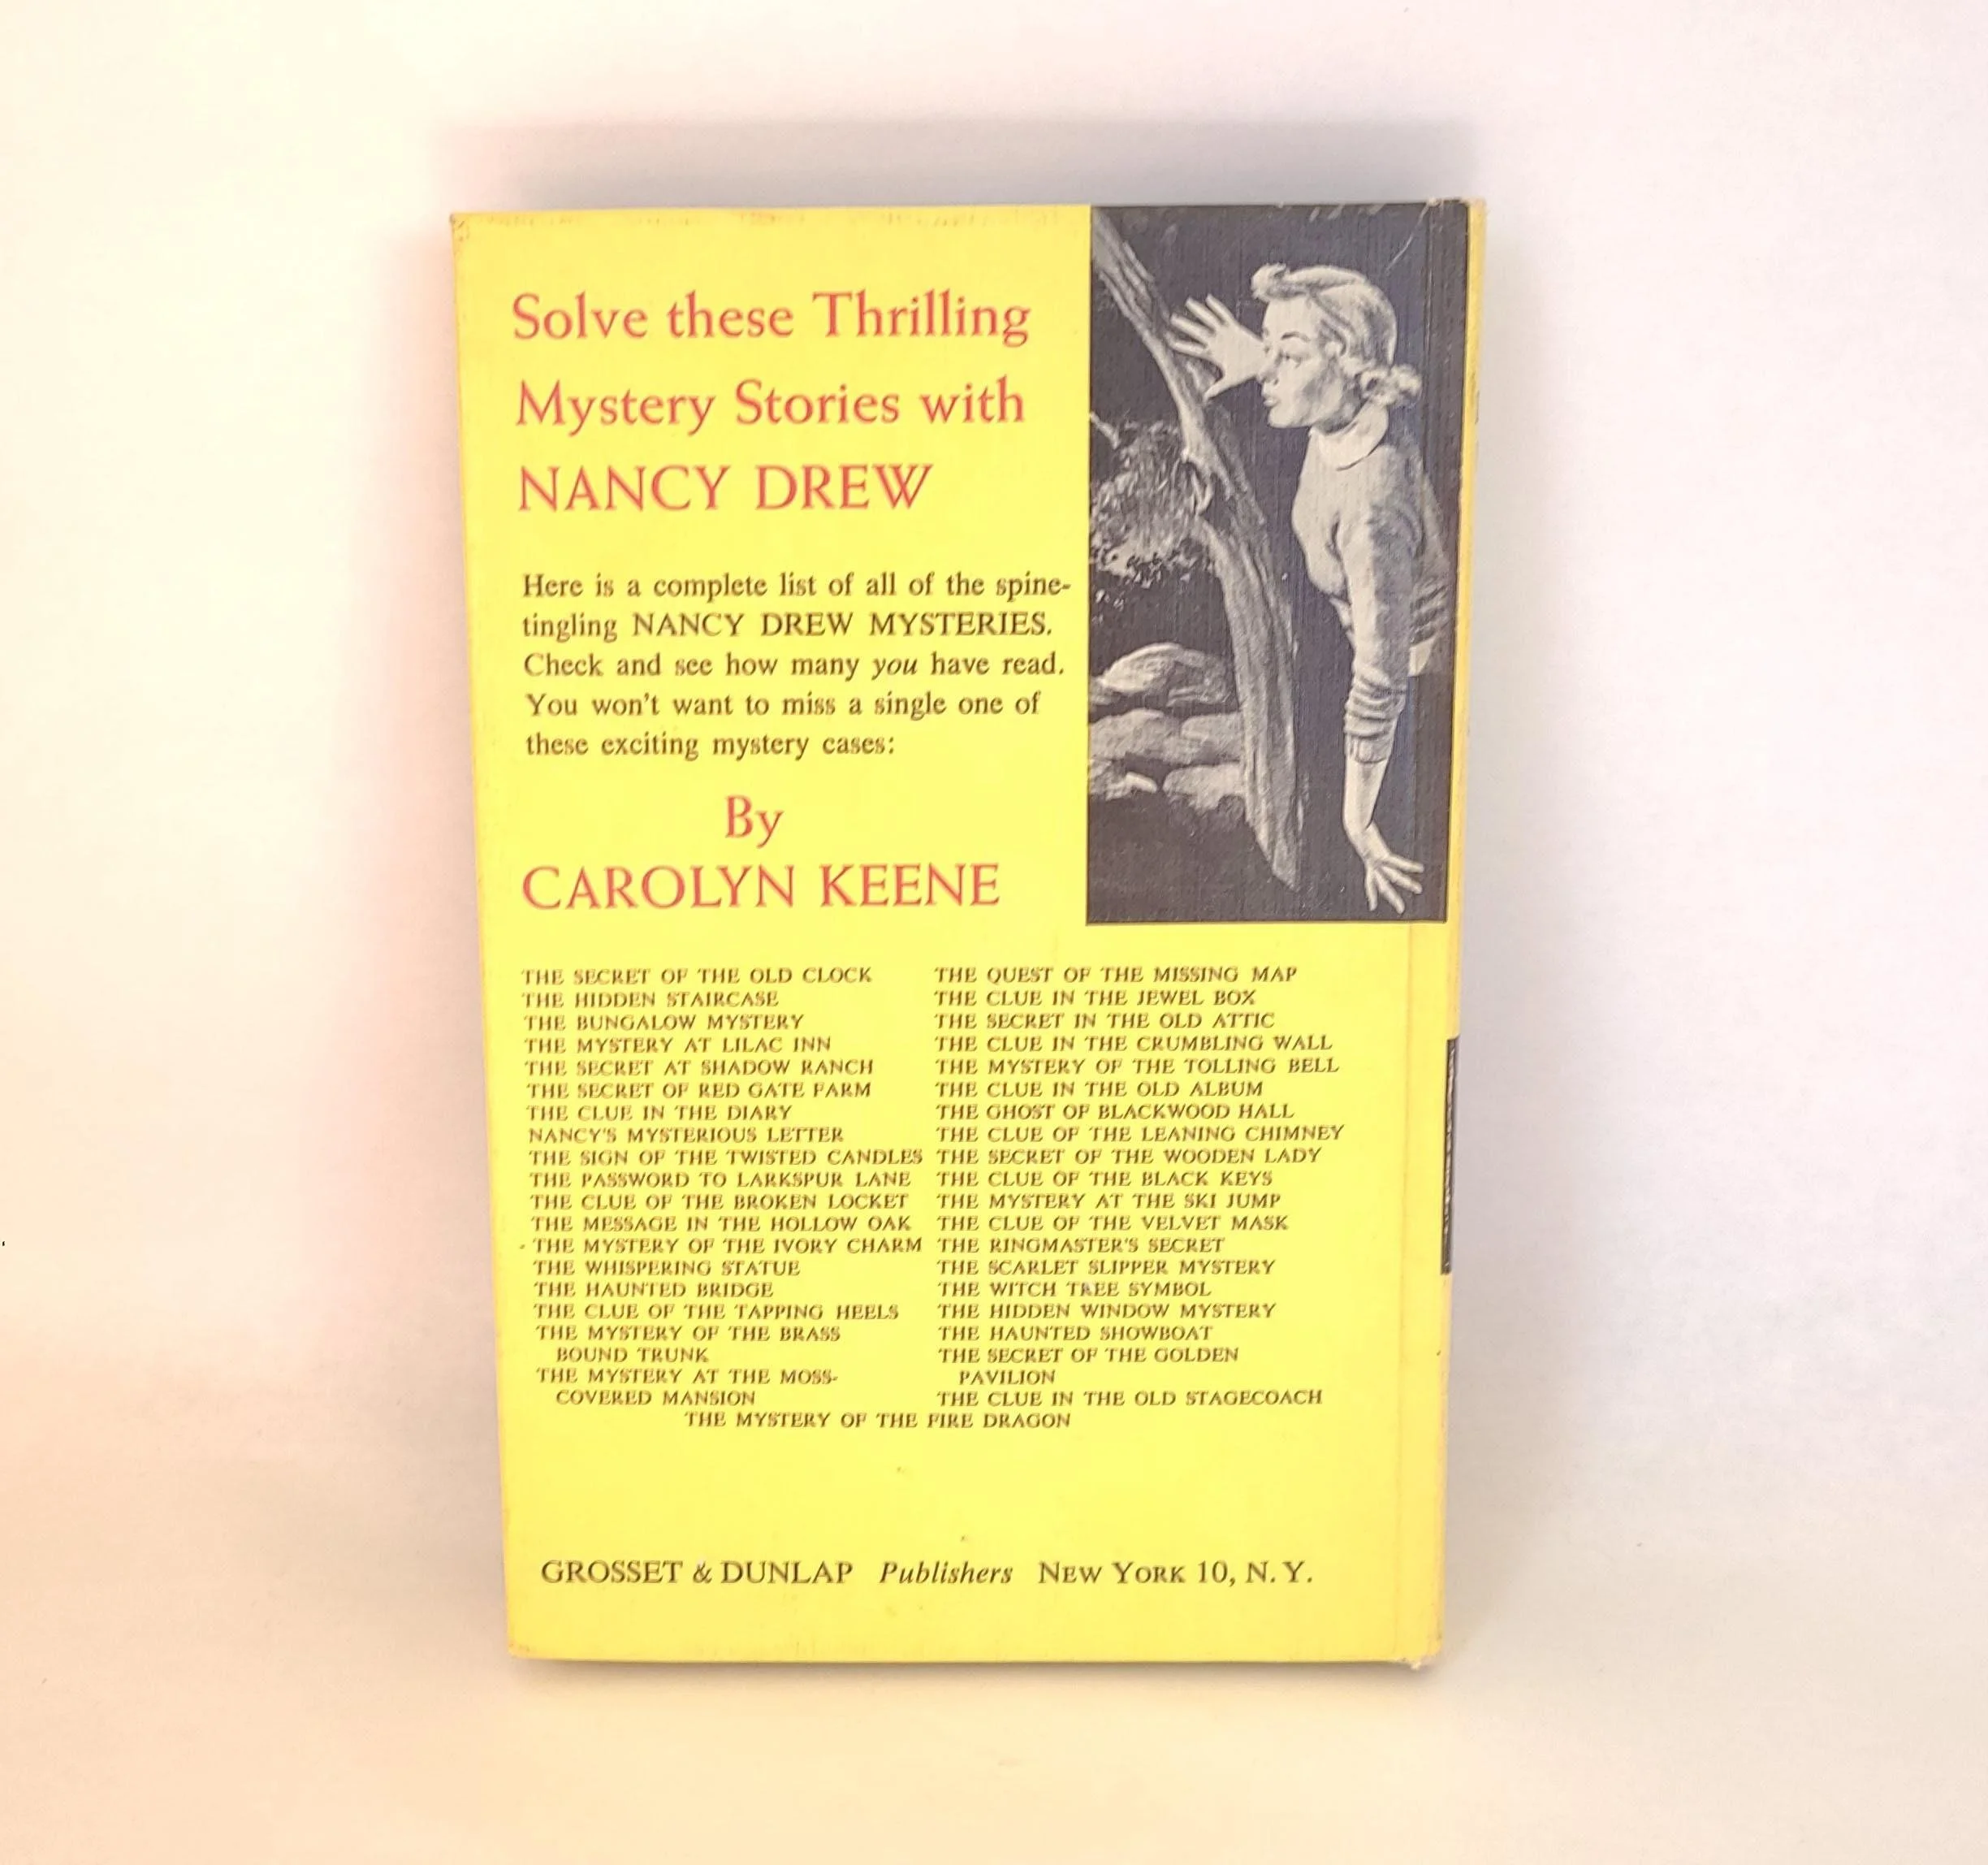 Solve these Thrilling
Mystery Stories with
NANCY DREW
Here is a complete list of all of the spine-
tingling NANCY DREW MYSTERIES.
Check and see how many you have read.
You won't want to miss a single one of
these exciting mystery cases:
By
CAROLYN KEENE
THE SECRET OF THE OLD CLOCK
THE HIDDEN STAIRCASE
THE BUNGALOW MYSTERY
THE MYSTERY AT LILAC INN
THE SECRET AT SHADOW RANCH
THE SECRET OF RED GATE FARM
THE CLUE IN THE DIARY
NANCY'S MYSTERIOUS LETTER
THE SIGN OF THE TWISTED CANDLES
THE PASSWORD TO LARKSPUR LANE
THE CLUE OF THE BROKEN LOCKET
THE MESSAGE IN THE HOLLOW OAK
THE MYSTERY OF THE IVORY CHARM
THE WHISPERING STATUE
THE HAUNTED BRIDGE
THE CLUE OF THE TAPPING HEELS
THE MYSTERY OF THE BRASS
BOUND TRUNK
THE MYSTERY AT THE MOSS-
COVERED MANSION
THE QUEST OF THE MISSING MAP
THE CLUE IN THE JEWEL BOX
THE SECRET IN THE OLD ATTIC
THE CLUE IN THE CRUMBLING WALL
THE MYSTERY OF THE TOLLING BELL
THE CLUE IN THE OLD ALBUM
THE GHOST OF BLACKWOOD HALL
THE CLUE OF THE LEANING CHIMNEY
THE SECRET OF THE WOODEN LADY
THE CLUE OF THE BLACK KEYS
THE MYSTERY AT THE SKI JUMP
THE CLUE OF THE VELVET MASK
THE RINGMASTER'S SECRET
THE SCARLET SLIPPER MYSTERY
THE WITCH TREE SYMBOL
THE HIDDEN WINDOW MYSTERY
THE HAUNTED SHOWBOAT
THE SECRET OF THE GOLDEN
PAVILION
THE CLUE IN THE OLD STAGECOACH
THE MYSTERY OF THE FIRE DRAGON
GROSSET & DUNLAP Publishers NEW YORK 10, N. Y.